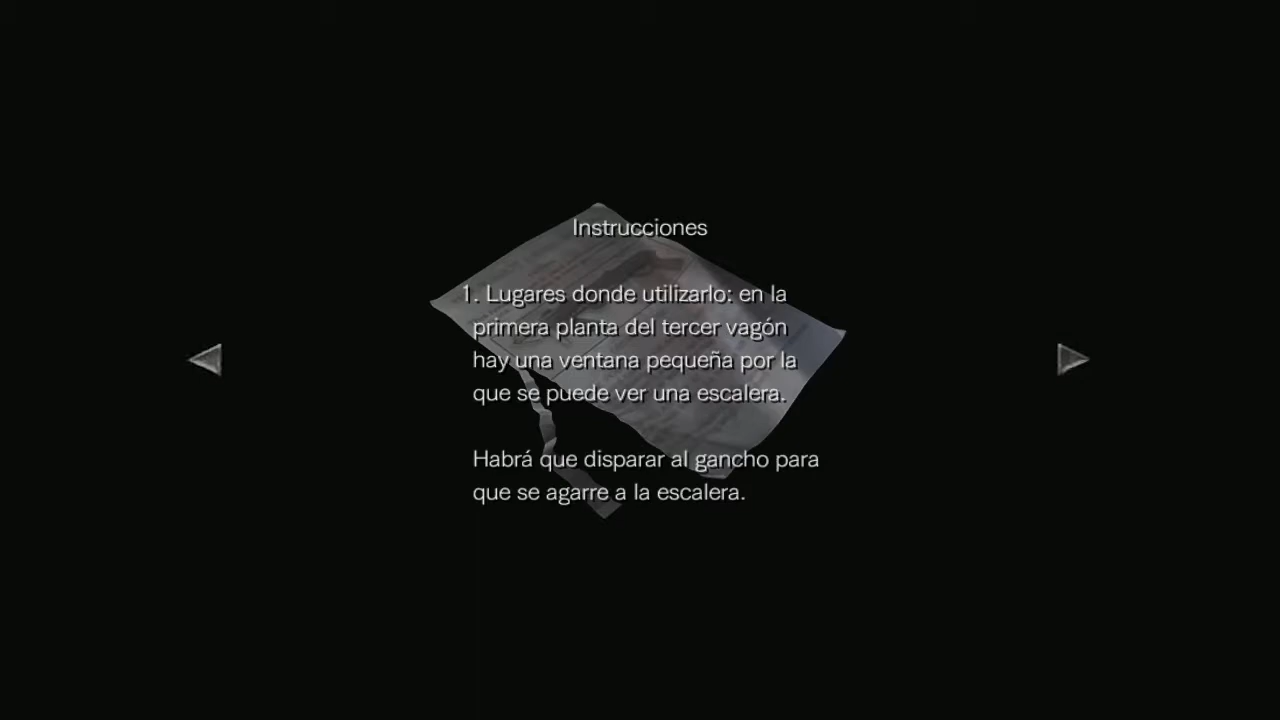 Instrucciones
1. Lugares donde utilizarlo: en la
primera planta del tercer vagón
hay una ventana pequeña por la
que se puede ver una escalera.
Habrá que disparar al gancho para
que se agarre a la escalera.